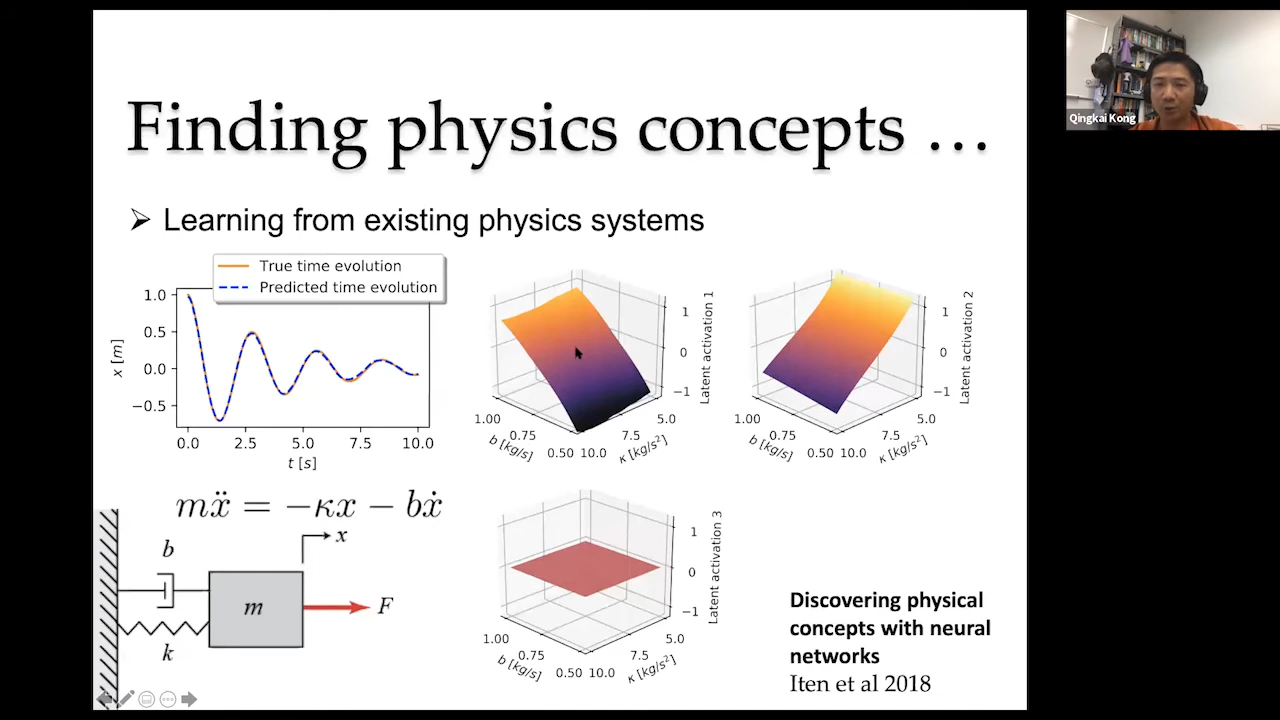 Finding physics concepts …
Qingkai Kong
➢ Learning from existing physics systems
True time evolution
Predicted time evolution
1.0
0.5
0.0
−0.5
x [m]
0.0 2.5 5.0 7.5 10.0
t [s]
1
0
−1
Latent activation 1
1.00
0.75
0.50
b [kg/s]
10.0
7.5
5.0
κ [kg/s²]
1
0
−1
Latent activation 2
1.00
0.75
0.50
b [kg/s]
10.0
7.5
5.0
κ [kg/s²]
mẍ = −κx − bẋ
x
b
m
F
k
1
0
−1
Latent activation 3
1.00
0.75
0.50
b [kg/s]
10.0
7.5
5.0
κ [kg/s²]
Discovering physical
concepts with neural
networks
Iten et al 2018